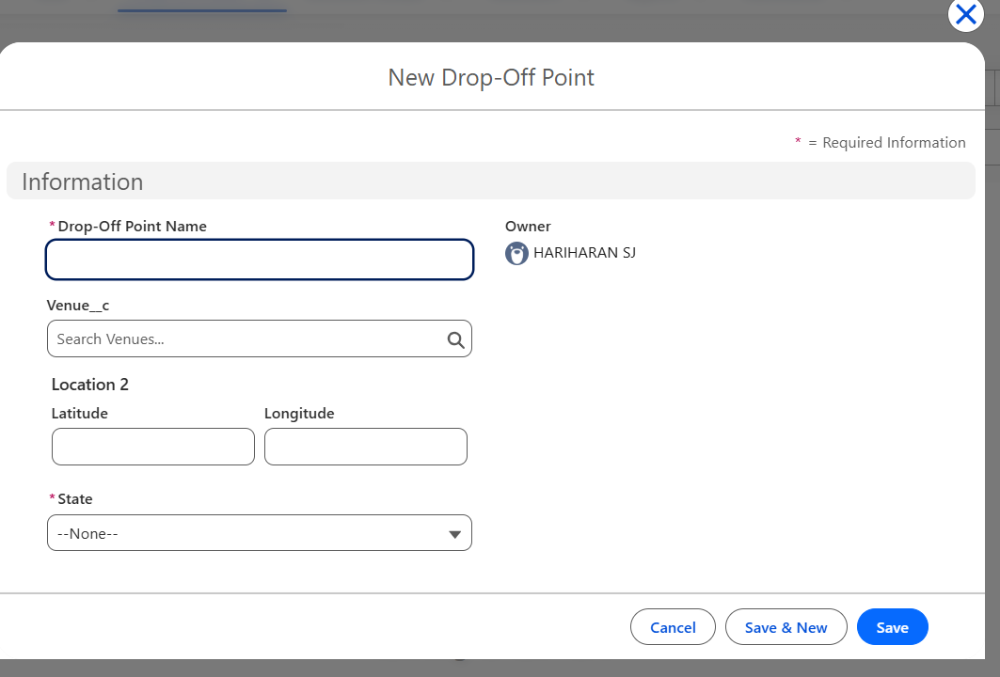 New Drop-Off Point
* = Required Information
Information
*Drop-Off Point Name
Owner
HARIHARAN SJ
Venue__c
Search Venues...
Location 2
Latitude
Longitude
*State
--None--
Cancel
Save & New
Save